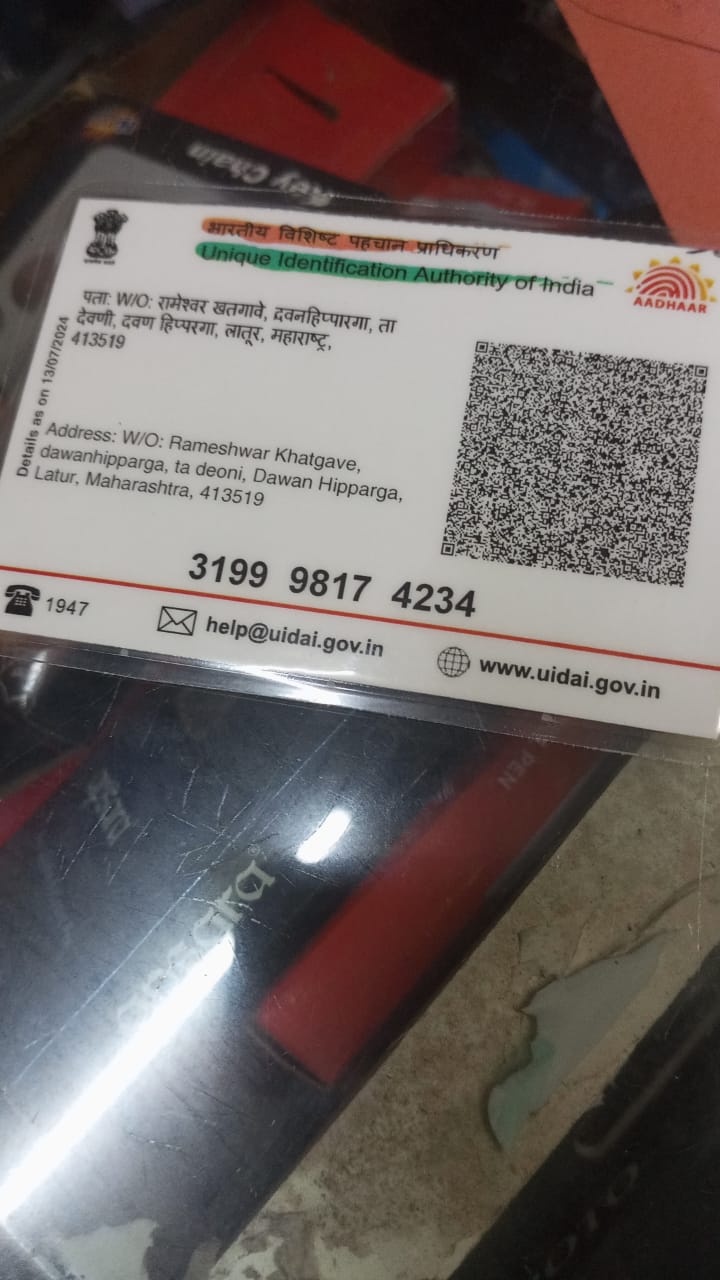 Key Chain
भारतीय विशिष्ट पहचान प्राधिकरण
Unique Identification Authority of India
AADHAAR
पता: W/O: रामेश्वर खतगावे, दवनहिप्पारगा, ता
देवणी, दवण हिप्परगा, लातूर, महाराष्ट्र,
413519
Details as on 13/07/2024
Address: W/O: Rameshwar Khatgave,
dawanhipparga, ta deoni, Dawan Hipparga,
Latur, Maharashtra, 413519
3199 9817 4234
1947
help@uidai.gov.in
www.uidai.gov.in
PEN